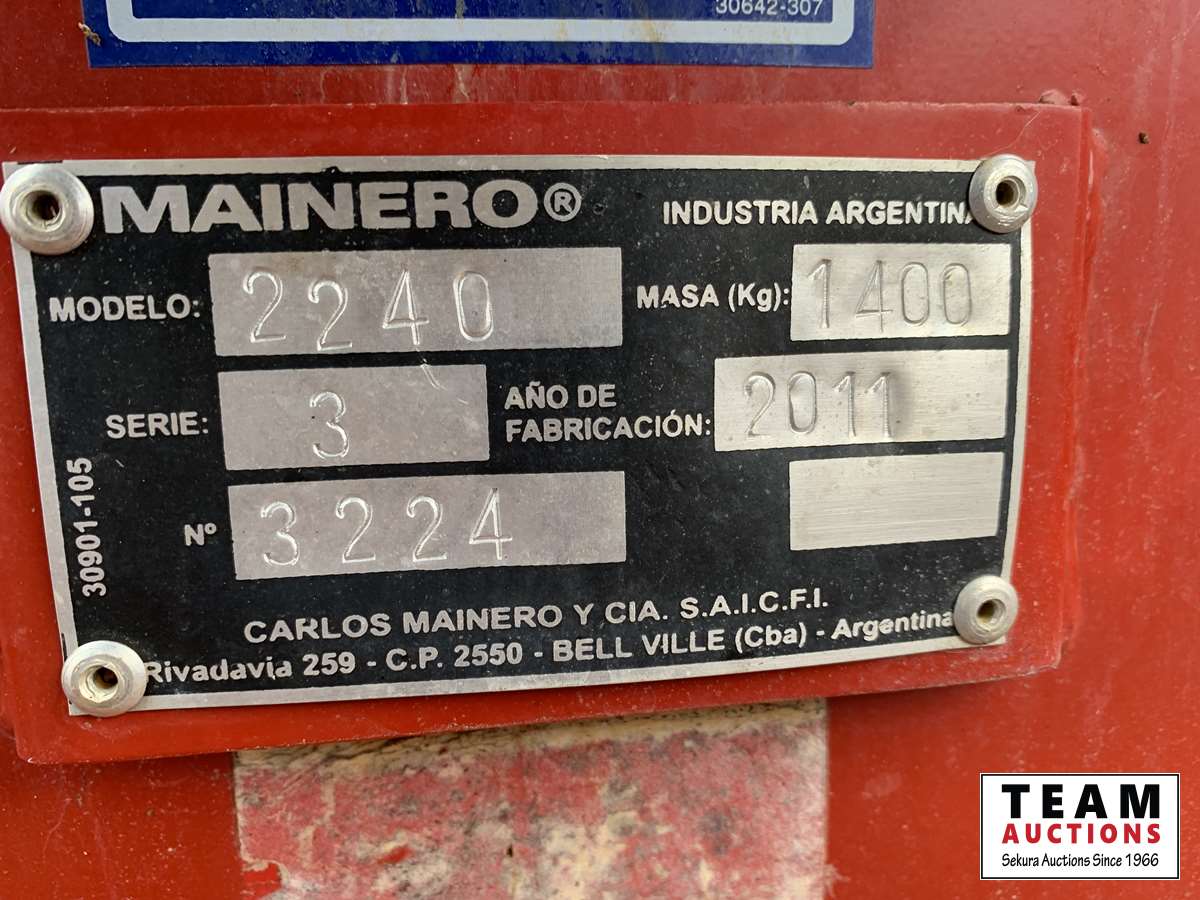 30642-307
MAINERO®
INDUSTRIA ARGENTINA
MODELO: 2240
MASA (Kg): 1400
SERIE: 3
AÑO DE
FABRICACIÓN: 2011
Nº 3224
30901-105
CARLOS MAINERO Y CIA. S.A.I.C.F.I.
Rivadavia 259 - C.P. 2550 - BELL VILLE (Cba) - Argentina
TEAM
AUCTIONS
Sekura Auctions Since 1966